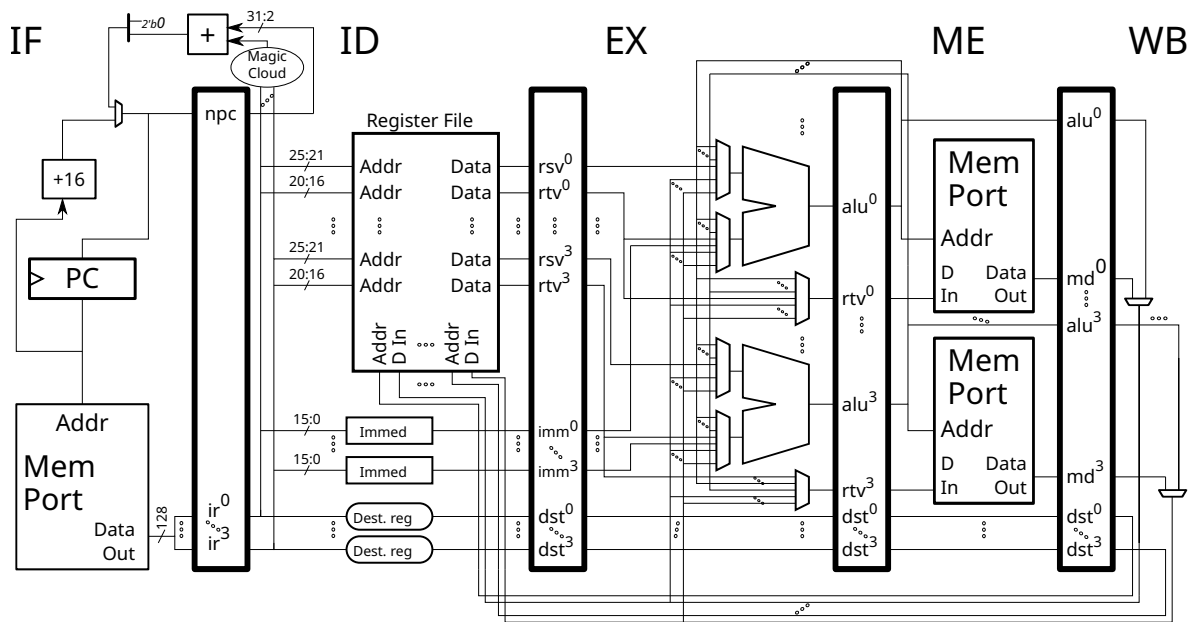 IF
ID
EX
ME
WB
2'b0
+
31:2
Magic
Cloud
npc
+16
PC
Addr
Mem
Port
Data
Out
128
ir0
ir3
Register File
25:21
Addr
Data
20:16
Addr
Data
25:21
Addr
Data
20:16
Addr
Data
Addr
D In
Addr
D In
15:0
Immed
15:0
Immed
Dest. reg
Dest. reg
rsv0
rtv0
rsv3
rtv3
imm0
imm3
dst0
dst3
alu0
rtv0
alu3
rtv3
dst0
dst3
Mem
Port
Addr
D
In
Data
Out
Mem
Port
Addr
D
In
Data
Out
alu0
md0
alu3
md3
dst0
dst3